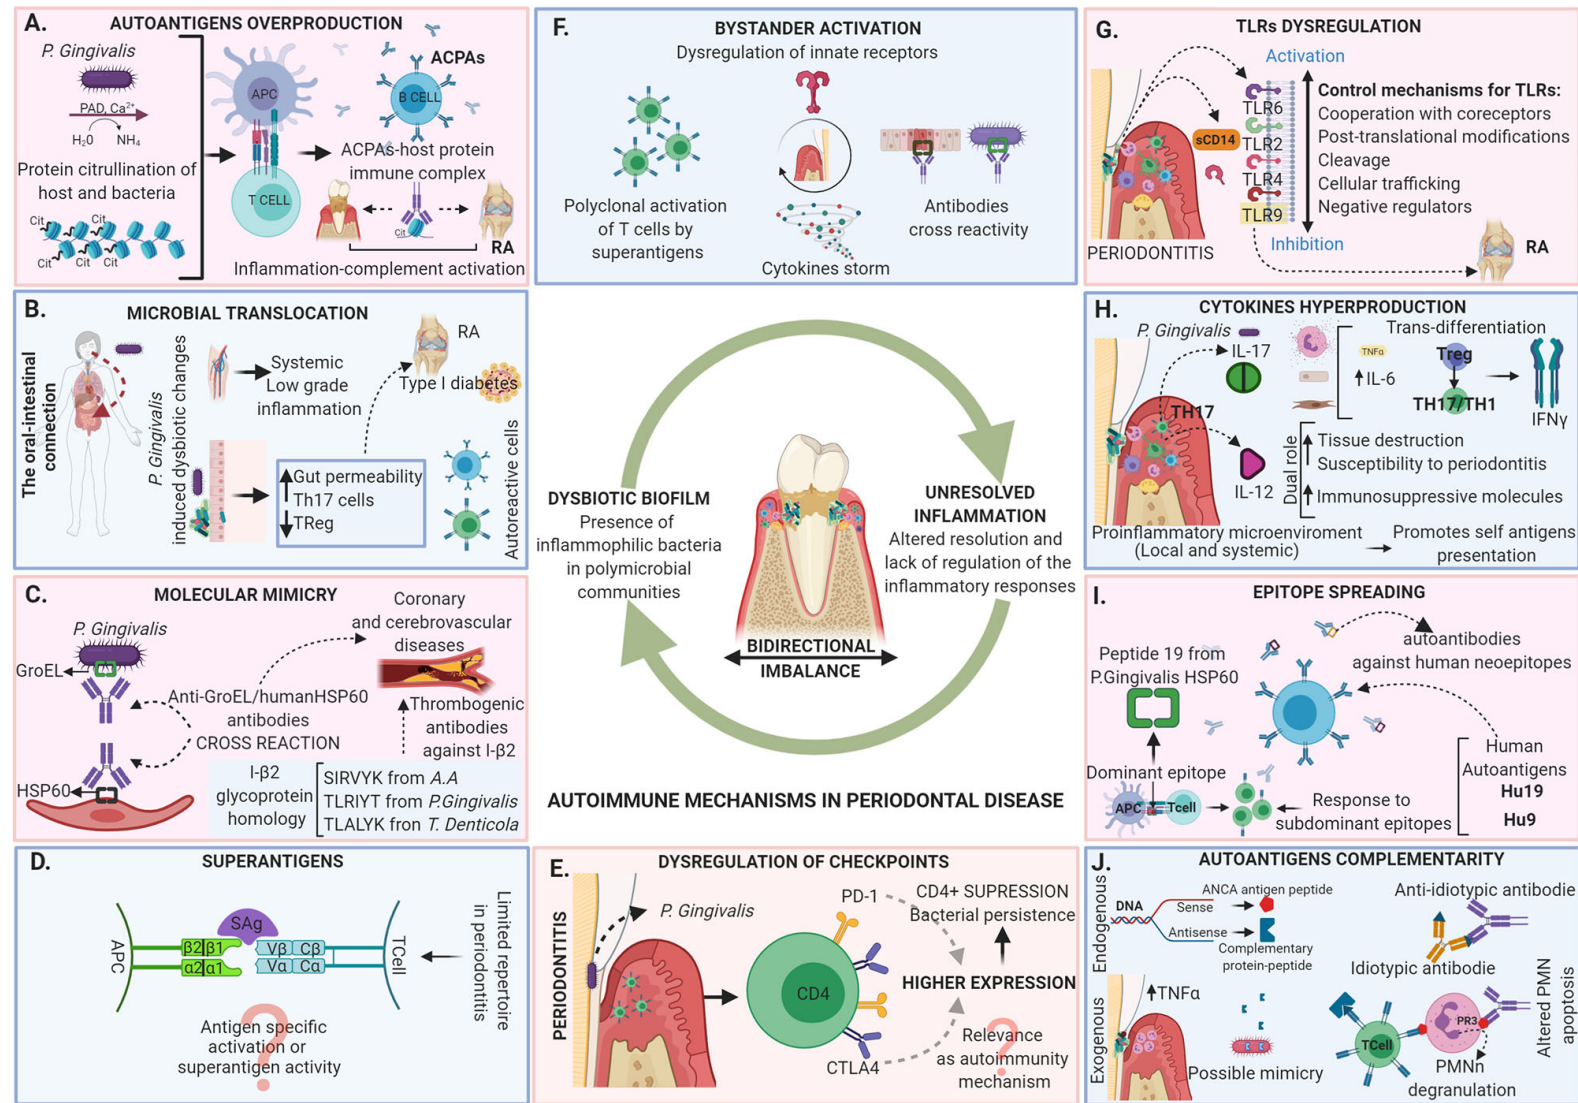 A.
AUTOANTIGENS OVERPRODUCTION
P. Gingivalis
PAD, Ca²⁺
H₂0
NH₄
Protein citrullination of
host and bacteria
Cit
Cit
Cit
Cit
Cit
Cit
APC
T CELL
ACPAs
B CELL
ACPAs-host protein
immune complex
Cit
RA
Inflammation-complement activation
B.
MICROBIAL TRANSLOCATION
The oral-intestinal
connection
P. Gingivalis
induced dysbiotic changes
Systemic
Low grade
inflammation
RA
Type I diabetes
Gut permeability
Th17 cells
TReg
Autoreactive cells
C.
MOLECULAR MIMICRY
P. Gingivalis
GroEL
Anti-GroEL/humanHSP60
antibodies
CROSS REACTION
HSP60
Coronary
and cerebrovascular
diseases
Thrombogenic
antibodies
against I-β2
I-β2
glycoprotein
homology
SIRVYK from A.A
TLRIYT from P.Gingivalis
TLALYK fron T. Denticola
D.
SUPERANTIGENS
APC
SAg
β2 β1
α2 α1
Vβ Cβ
Vα Cα
TCell
Limited repertoire
in periodontitis
?
Antigen specific
activation or
superantigen activity
E.
DYSREGULATION OF CHECKPOINTS
PERIODONTITIS
P. Gingivalis
PD-1
CD4
CTLA4
CD4+ SUPRESSION
Bacterial persistence
HIGHER EXPRESSION
?
Relevance
as autoimmunity
mechanism
F.
BYSTANDER ACTIVATION
Dysregulation of innate receptors
Polyclonal activation
of T cells by
superantigens
Cytokines storm
Antibodies
cross reactivity
DYSBIOTIC BIOFILM
Presence of
inflammophilic bacteria
in polymicrobial
communities
UNRESOLVED
INFLAMMATION
Altered resolution and
lack of regulation of the
inflammatory responses
BIDIRECTIONAL
IMBALANCE
AUTOIMMUNE MECHANISMS IN PERIODONTAL DISEASE
G.
TLRs DYSREGULATION
Activation
PERIODONTITIS
sCD14
TLR6
TLR2
TLR4
TLR9
Control mechanisms for TLRs:
Cooperation with coreceptors
Post-translational modifications
Cleavage
Cellular trafficking
Negative regulators
Inhibition
RA
H.
CYTOKINES HYPERPRODUCTION
P. Gingivalis
IL-17
TH17
IL-12
TNFα
IL-6
Trans-differentiation
Treg
TH17/TH1
IFNγ
Dual role
Tissue destruction
Susceptibility to periodontitis
Immunosuppressive molecules
Proinflammatory microenviroment
(Local and systemic)
Promotes self antigens
presentation
I.
EPITOPE SPREADING
Peptide 19 from
P.Gingivalis HSP60
Dominant epitope
APC
Tcell
autoantibodies
against human neoepitopes
Response to
subdominant epitopes
Human
Autoantigens
Hu19
Hu9
J.
AUTOANTIGENS COMPLEMENTARITY
Endogenous
DNA
ANCA antigen peptide
Sense
Antisense
Complementary
protein-peptide
Anti-idiotypic antibodie
Idiotypic antibodie
Exogenous
TNFα
Possible mimicry
TCell
PR3
PMNn
degranulation
Altered PMN
apoptosis